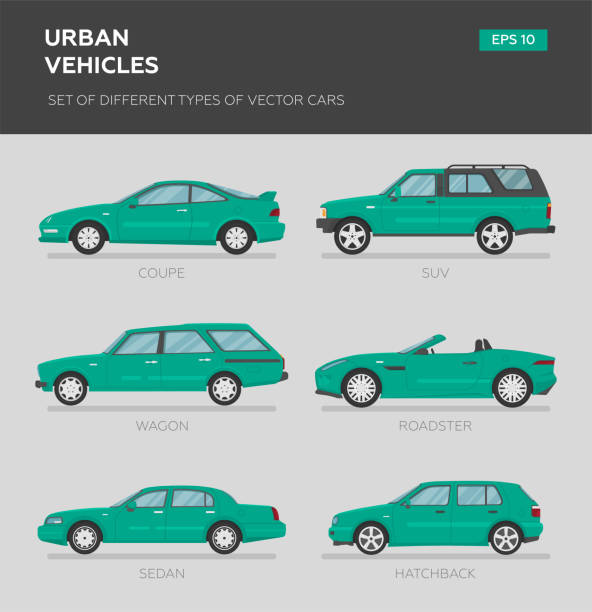 URBAN
VEHICLES
EPS 10
SET OF DIFFERENT TYPES OF VECTOR CARS
COUPE
SUV
WAGON
ROADSTER
SEDAN
HATCHBACK